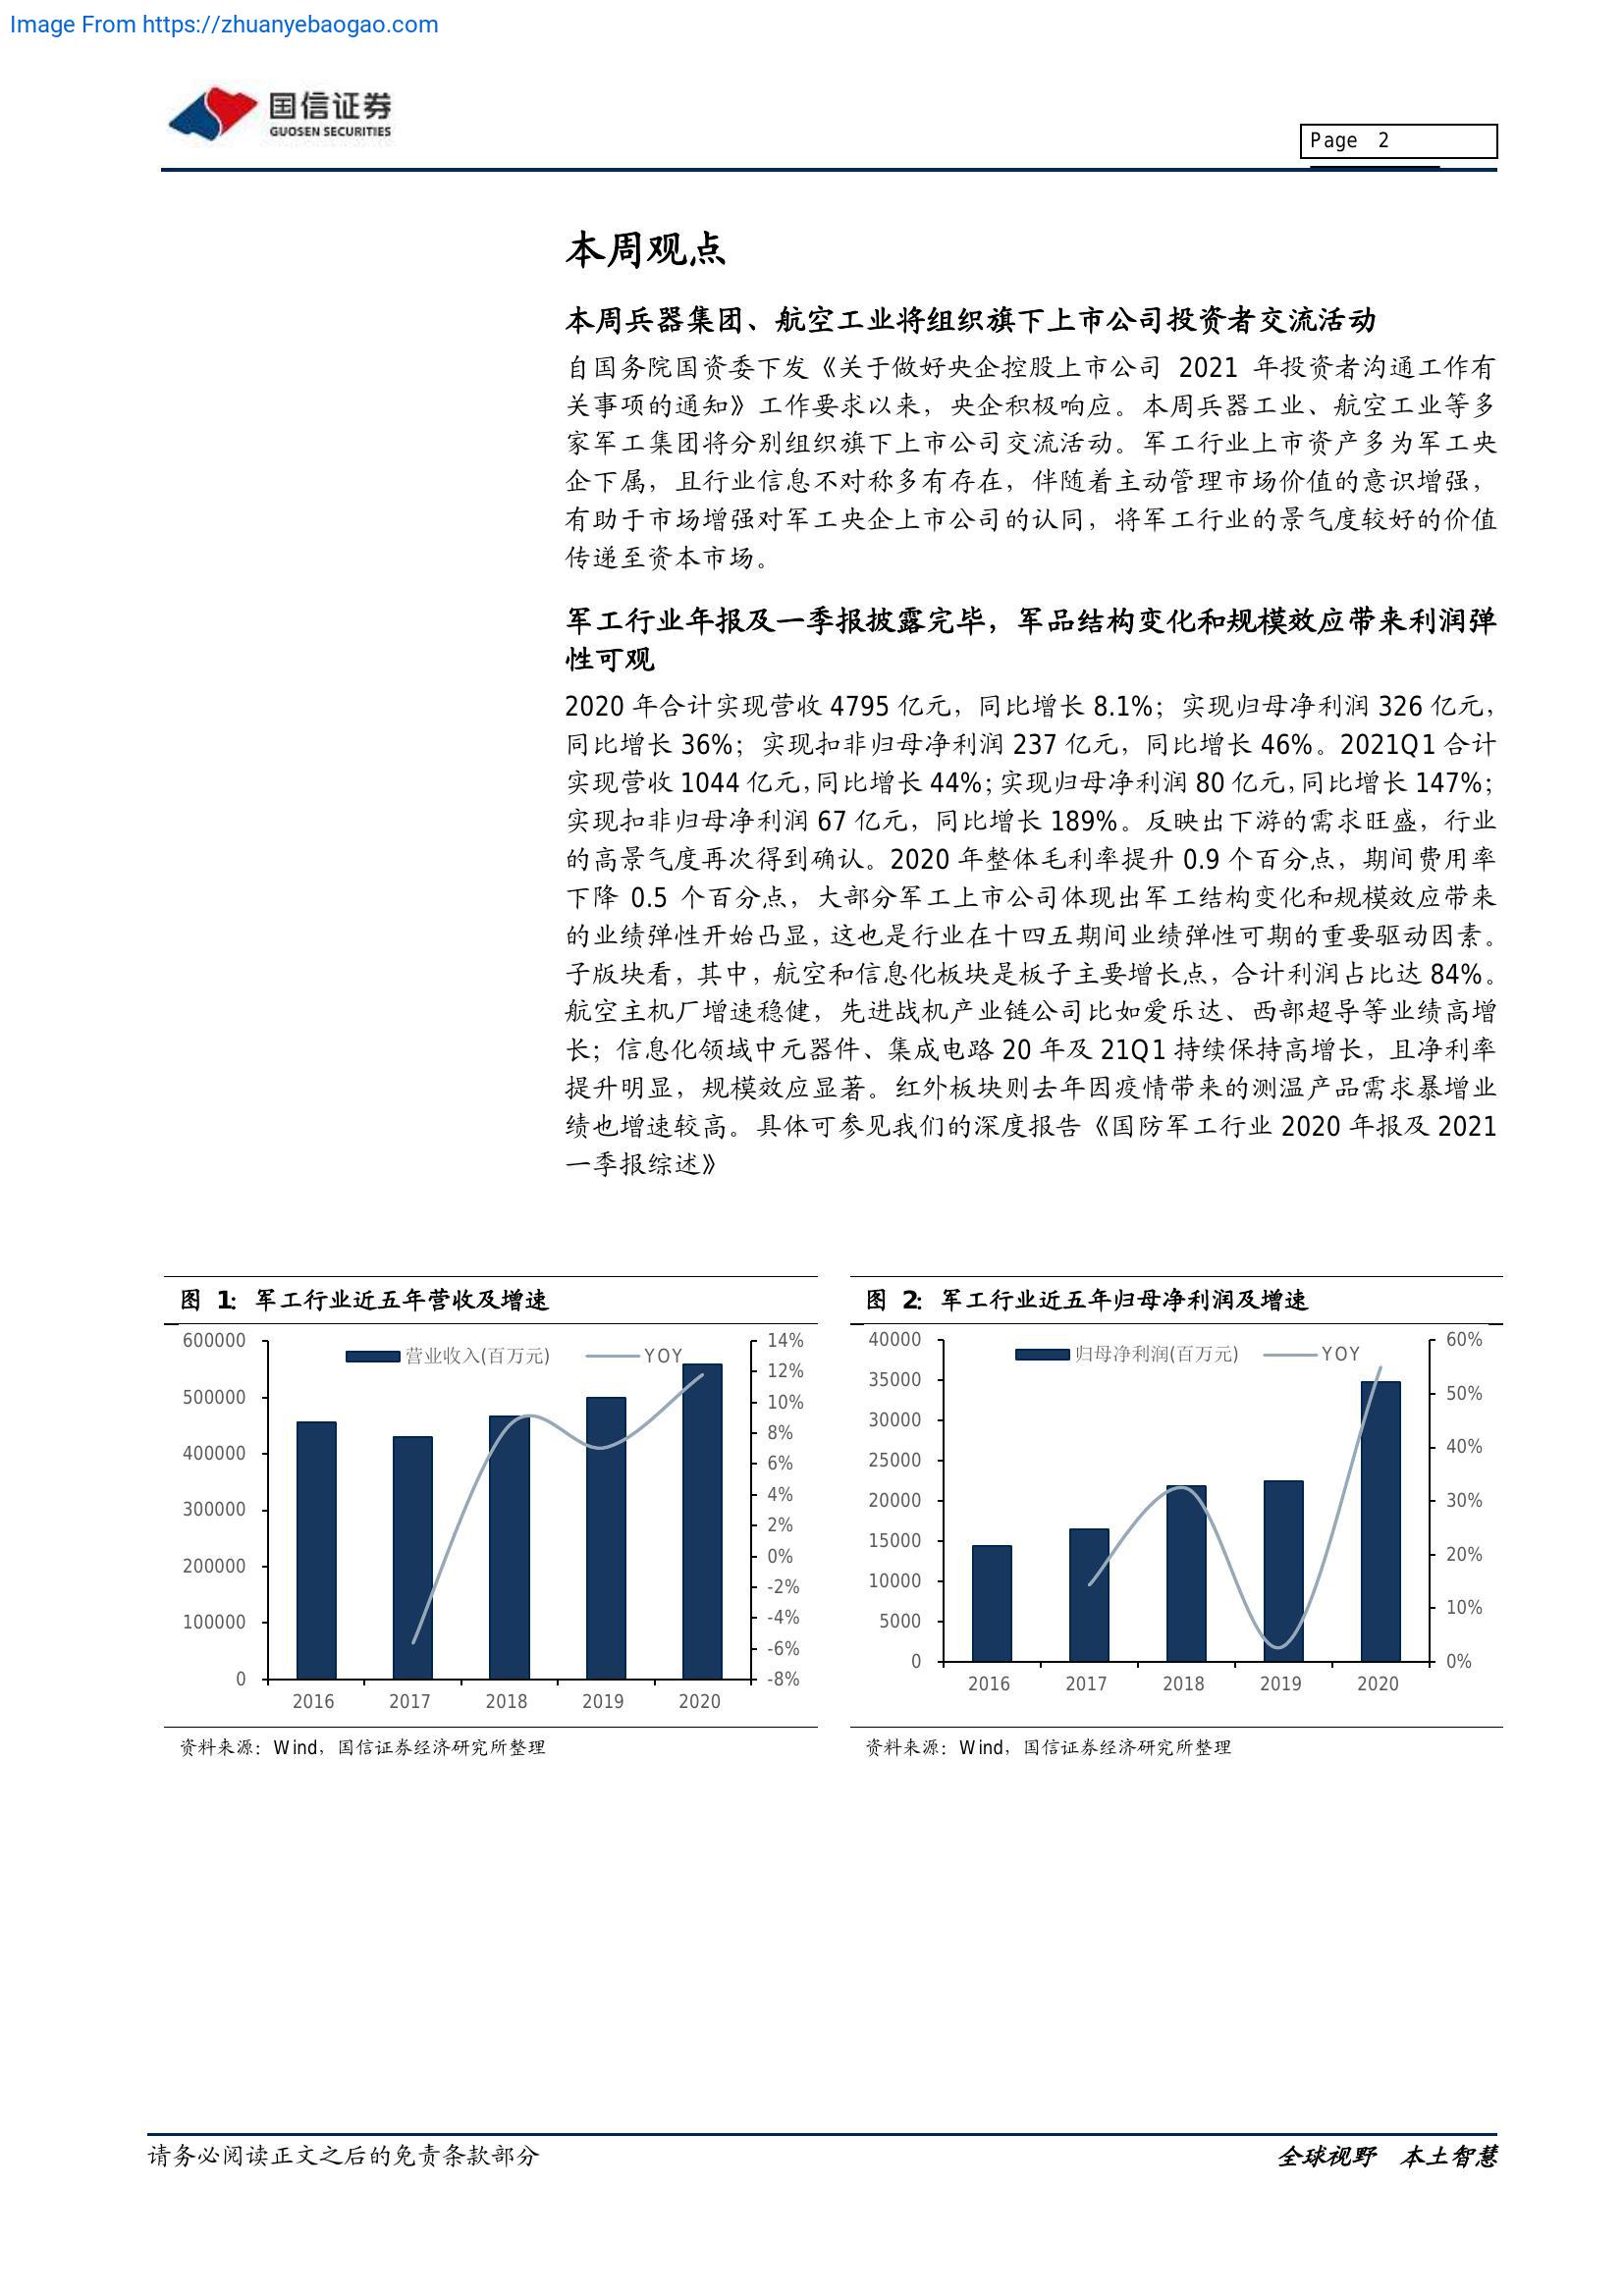 Image From https://zhuanyebaogao.com
国信证券
GUOSEN SECURITIES
Page 2
本周观点
本周兵器集团、航空工业将组织旗下上市公司投资者交流活动
自国务院国资委下发《关于做好央企控股上市公司 2021 年投资者沟通工作有
关事项的通知》工作要求以来，央企积极响应。本周兵器工业、航空工业等多
家军工集团将分别组织旗下上市公司交流活动。军工行业上市资产多为军工央
企下属，且行业信息不对称多有存在，伴随着主动管理市场价值的意识增强，
有助于市场增强对军工央企上市公司的认同，将军工行业的景气度较好的价值
传递至资本市场。
军工行业年报及一季报披露完毕，军品结构变化和规模效应带来利润弹
性可观
2020 年合计实现营收 4795 亿元，同比增长 8.1%；实现归母净利润 326 亿元，
同比增长 36%；实现扣非归母净利润 237 亿元，同比增长 46%。2021Q1 合计
实现营收 1044 亿元，同比增长 44%；实现归母净利润 80 亿元，同比增长 147%；
实现扣非归母净利润 67 亿元，同比增长 189%。反映出下游的需求旺盛，行业
的高景气度再次得到确认。2020 年整体毛利率提升 0.9 个百分点，期间费用率
下降 0.5 个百分点，大部分军工上市公司体现出军工结构变化和规模效应带来
的业绩弹性开始凸显，这也是行业在十四五期间业绩弹性可期的重要驱动因素。
子版块看，其中，航空和信息化板块是板子主要增长点，合计利润占比达 84%。
航空主机厂增速稳健，先进战机产业链公司比如爱乐达、西部超导等业绩高增
长；信息化领域中元器件、集成电路 20 年及 21Q1 持续保持高增长，且净利率
提升明显，规模效应显著。红外板块则去年因疫情带来的测温产品需求暴增业
绩也增速较高。具体可参见我们的深度报告《国防军工行业 2020 年报及 2021
一季报综述》
图 1：军工行业近五年营收及增速
营业收入(百万元) YOY
600000
500000
400000
300000
200000
100000
0
14%
12%
10%
8%
6%
4%
2%
0%
-2%
-4%
-6%
-8%
2016 2017 2018 2019 2020
资料来源：Wind，国信证券经济研究所整理
图 2：军工行业近五年归母净利润及增速
归母净利润(百万元) YOY
40000
35000
30000
25000
20000
15000
10000
5000
0
60%
50%
40%
30%
20%
10%
0%
2016 2017 2018 2019 2020
资料来源：Wind，国信证券经济研究所整理
请务必阅读正文之后的免责条款部分
全球视野 本土智慧